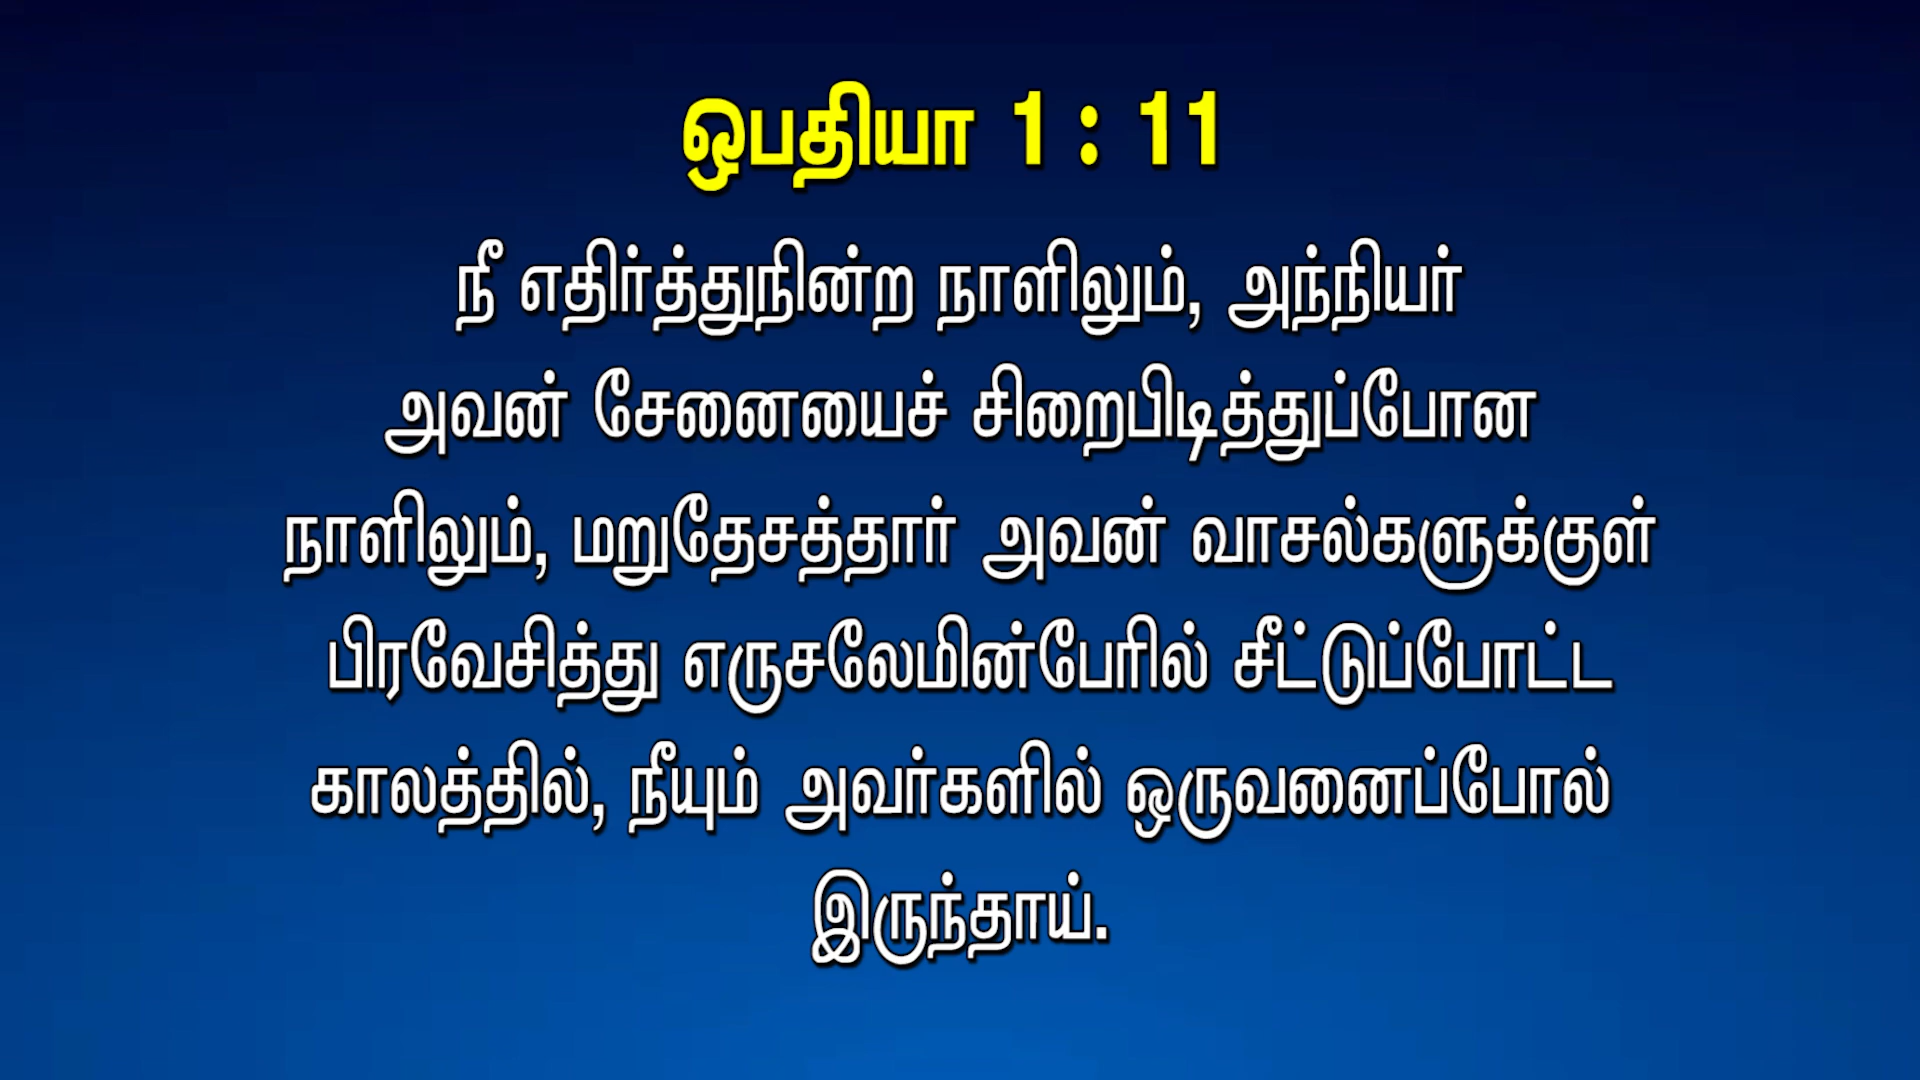 ஒபதியா 1 : 11
நீ எதிர்த்துநின்ற நாளிலும், அந்நியர்
அவன் சேனையைச் சிறைபிடித்துப்போன
நாளிலும், மறுதேசத்தார் அவன் வாசல்களுக்குள்
பிரவேசித்து எருசலேமின்பேரில் சீட்டுப்போட்ட
காலத்தில், நீயும் அவர்களில் ஒருவனைப்போல்
இருந்தாய்.